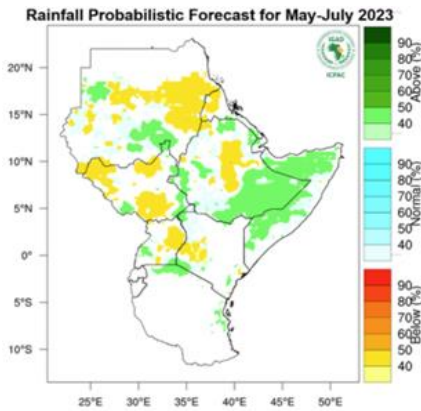 Rainfall Probabilistic Forecast for May-July 2023
IGAD
ICPAC
20°N
15°N
10°N
5°N
0°
5°S
10°S
25°E 30°E 35°E 40°E 45°E 50°E
90
80
70
60
50
40
Above (%)
90
80
70
60
50
40
Normal (%)
90
80
70
60
50
40
Below (%)